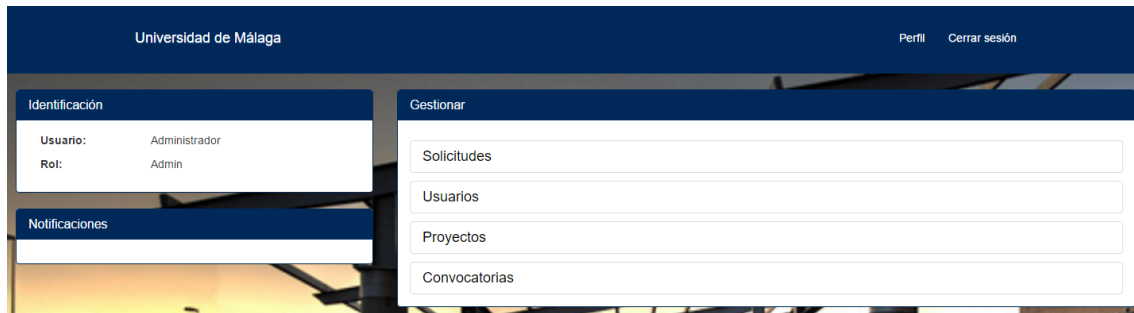 Universidad de Málaga
Perfil
Cerrar sesión
Identificación
Usuario: Administrador
Rol: Admin
Notificaciones
Gestionar
Solicitudes
Usuarios
Proyectos
Convocatorias